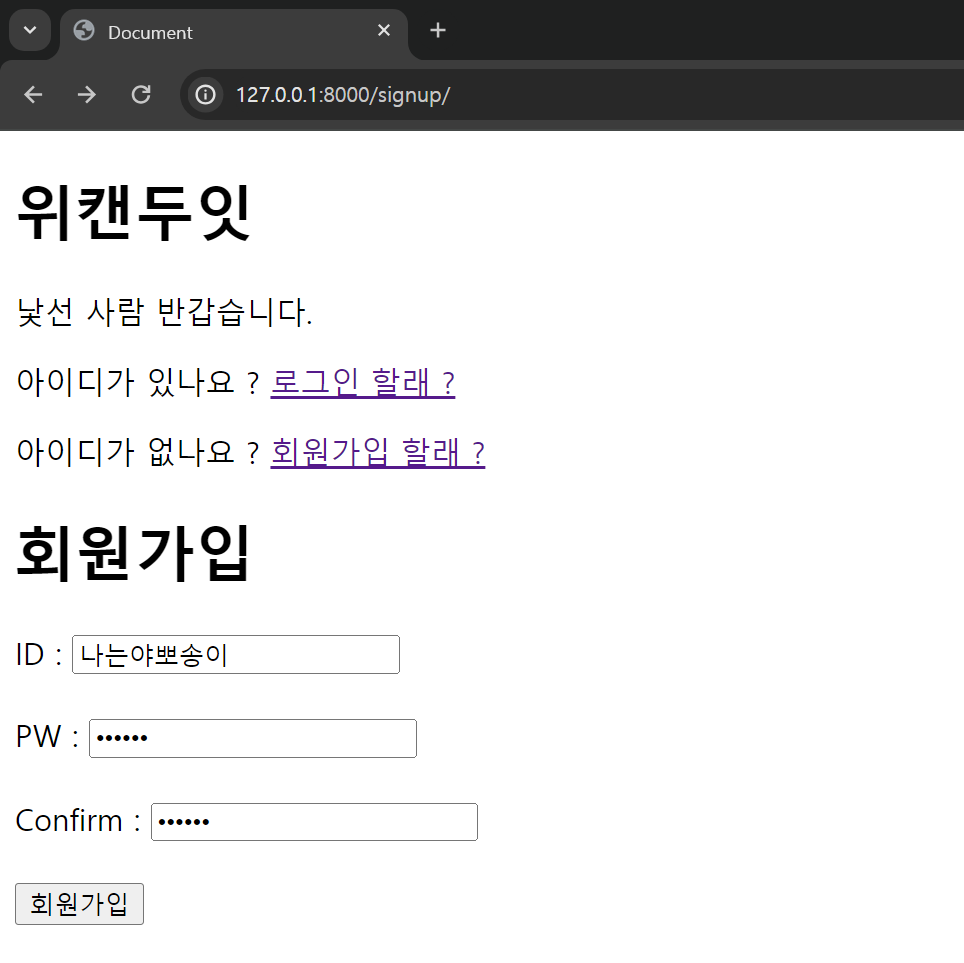 Document
127.0.0.1:8000/signup/
위캔두잇
낯선 사람 반갑습니다.
아이디가 있나요 ? 로그인 할래 ?
아이디가 없나요 ? 회원가입 할래 ?
회원가입
ID : 나는야뽀송이
PW : ••••••
Confirm : ••••••
회원가입